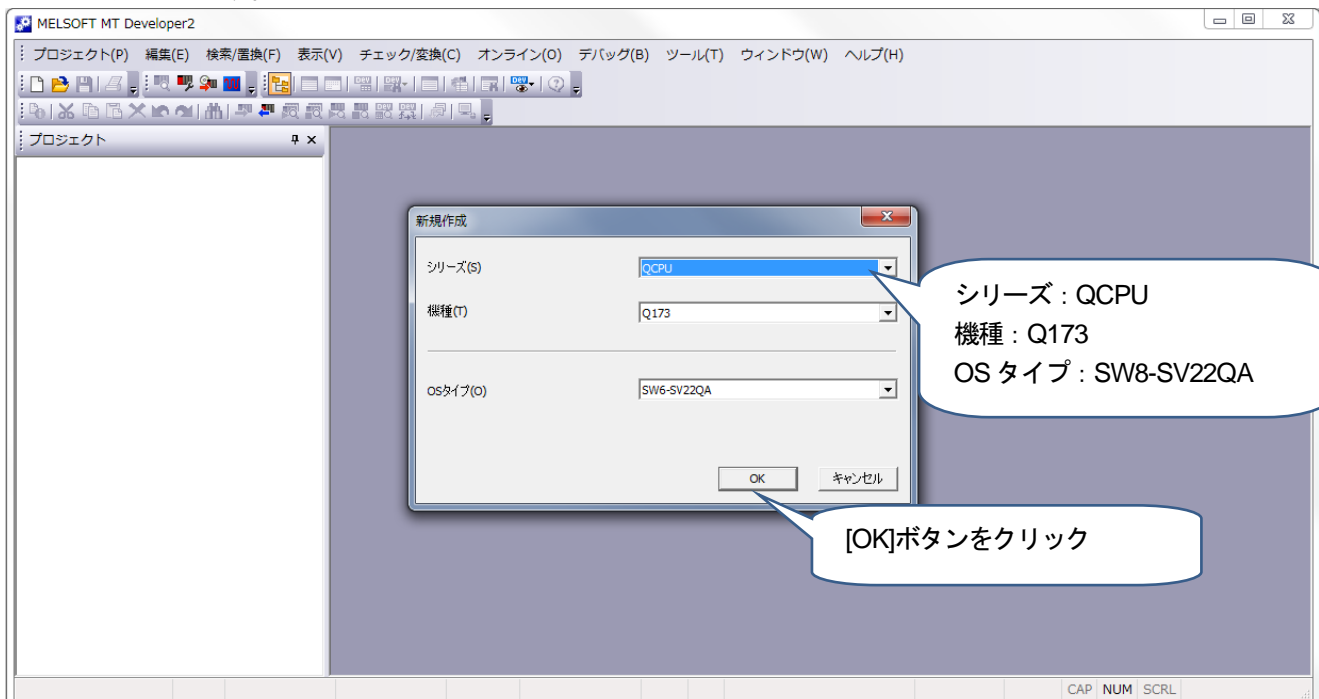 MELSOFT MT Developer2
プロジェクト(P) 編集(E) 検索/置換(F) 表示(V) チェック/変換(C) オンライン(O) デバッグ(B) ツール(T) ウィンドウ(W) ヘルプ(H)
プロジェクト
新規作成
シリーズ(S) QCPU
機種(T) Q173
OSタイプ(O) SW6-SV22QA
OK キャンセル
シリーズ：QCPU
機種：Q173
OS タイプ：SW8-SV22QA
[OK]ボタンをクリック
CAP NUM SCRL